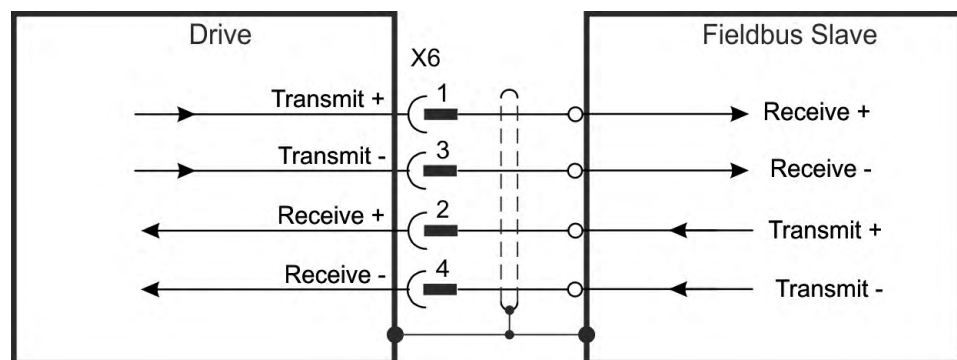 Drive
Fieldbus Slave
X6
Transmit +
1
Receive +
Transmit -
3
Receive -
Receive +
2
Transmit +
Receive -
4
Transmit -